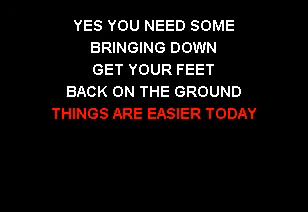 YES YOU NEED SOME
BRINGING DOWN
GET YOUR FEET
BACK ON THE GROUND
THINGS ARE EASIER TODAY